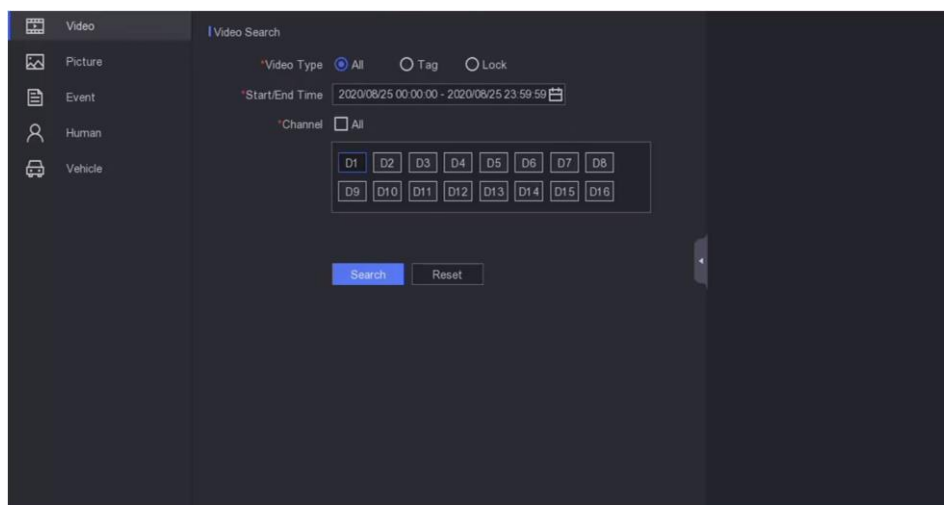 Video
Picture
Event
Human
Vehicle
Video Search
*Video Type All Tag Lock
*Start/End Time 2020/08/25 00:00:00 - 2020/08/25 23:59:59
*Channel All
D1 D2 D3 D4 D5 D6 D7 D8
D9 D10 D11 D12 D13 D14 D15 D16
Search Reset